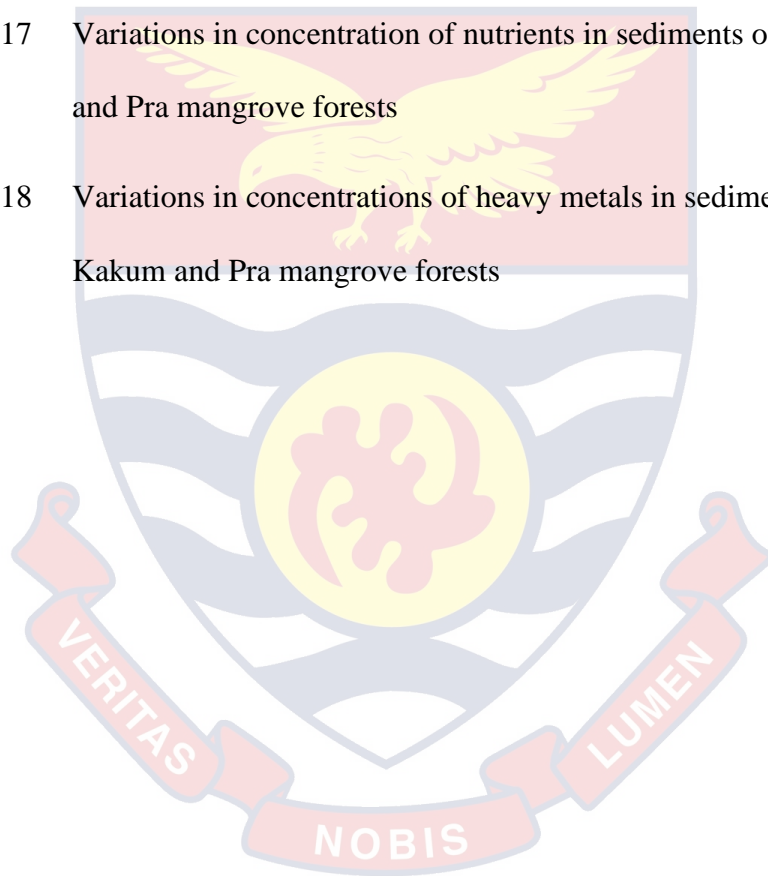 17 Variations in concentration of nutrients in sediments o
and Pra mangrove forests
18 Variations in concentrations of heavy metals in sedime
Kakum and Pra mangrove forests
VERITAS
NOBIS
LUMEN